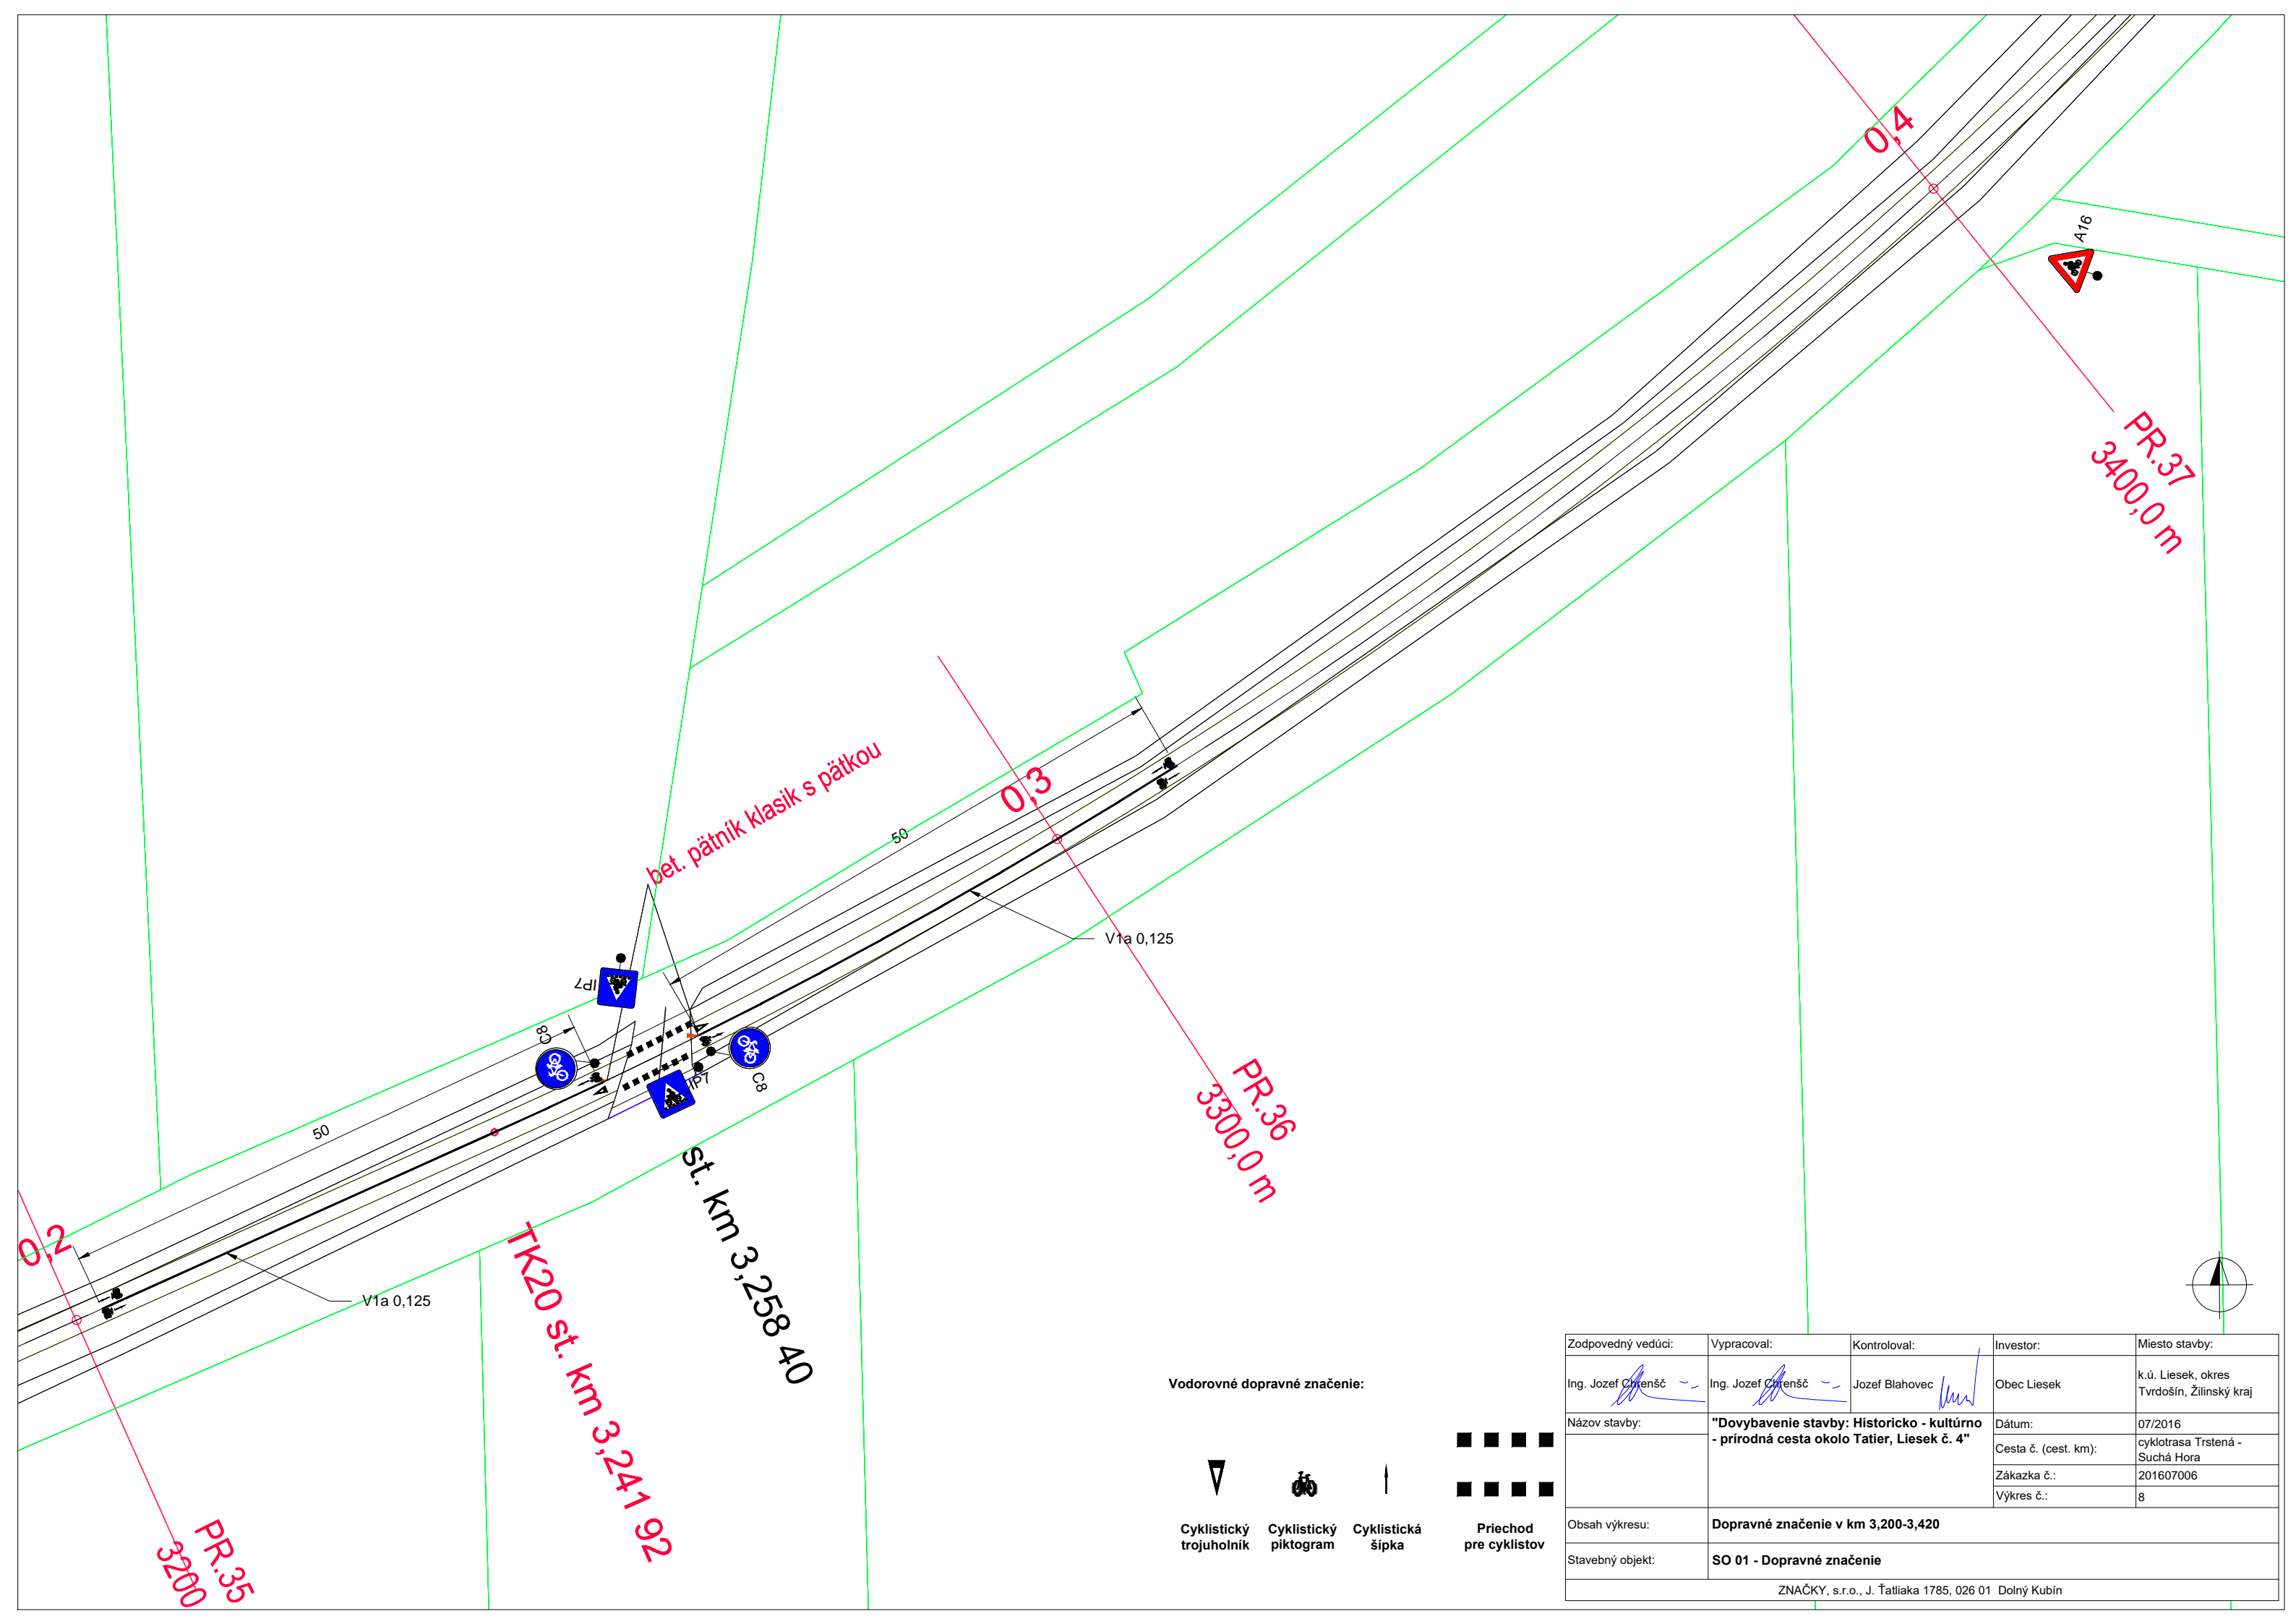 0,4
A16
PR.37
3400,0 m
bet. pätník klasik s pätkou
0,3
50
V1a 0,125
IP7
C8
IP7
C8
50
PR.36
3300,0 m
st. km 3,258 40
TK20 st. km 3,241 92
0,2
V1a 0,125
PR.35
3200
Vodorovné dopravné značenie:
Cyklistický
trojuholník
Cyklistický
piktogram
Cyklistická
šípka
Priechod
pre cyklistov
Zodpovedný vedúci:
Vypracoval:
Kontroloval:
Investor:
Miesto stavby:
Ing. Jozef Chrenšč
Ing. Jozef Chrenšč
Jozef Blahovec
Obec Liesek
k.ú. Liesek, okres
Tvrdošín, Žilinský kraj
Názov stavby:
"Dovybavenie stavby: Historicko - kultúrno
- prírodná cesta okolo Tatier, Liesek č. 4"
Dátum:
07/2016
Cesta č. (cest. km):
cyklotrasa Trstená -
Suchá Hora
Zákazka č.:
201607006
Výkres č.:
8
Obsah výkresu:
Dopravné značenie v km 3,200-3,420
Stavebný objekt:
SO 01 - Dopravné značenie
ZNAČKY, s.r.o., J. Ťatliaka 1785, 026 01 Dolný Kubín